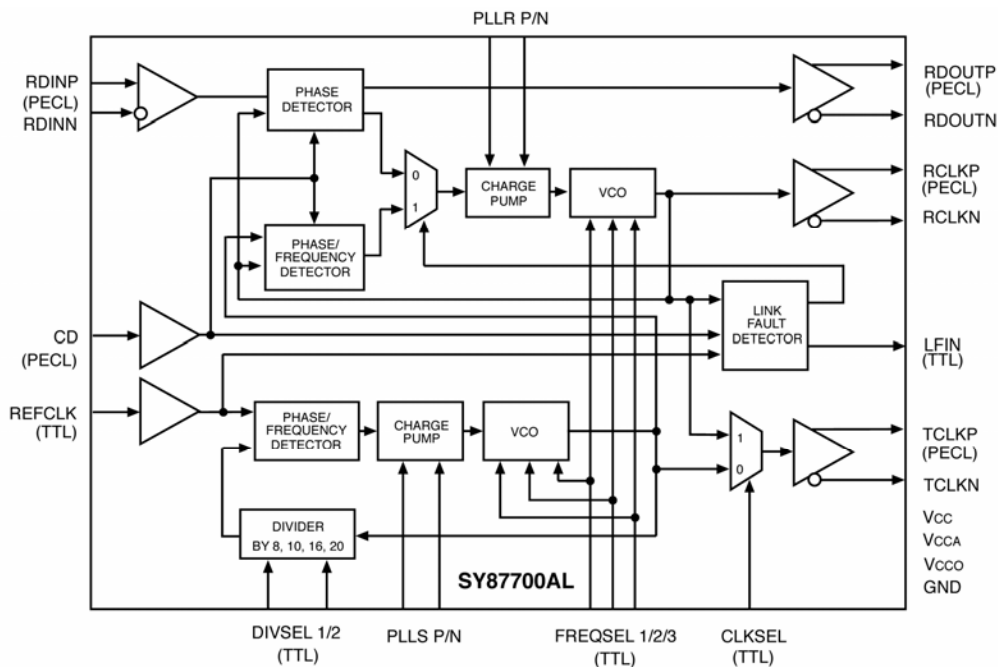 PLLR P/N
RDINP
(PECL)
RDINN
PHASE
DETECTOR
RDOUTP
(PECL)
RDOUTN
0
1
CHARGE
PUMP
VCO
RCLKP
(PECL)
RCLKN
PHASE/
FREQUENCY
DETECTOR
CD
(PECL)
LINK
FAULT
DETECTOR
LFIN
(TTL)
REFCLK
(TTL)
PHASE/
FREQUENCY
DETECTOR
CHARGE
PUMP
VCO
1
0
TCLKP
(PECL)
TCLKN
DIVIDER
BY 8, 10, 16, 20
VCC
VCCA
VCCO
GND
SY87700AL
DIVSEL 1/2
(TTL)
PLLS P/N
FREQSEL 1/2/3
(TTL)
CLKSEL
(TTL)